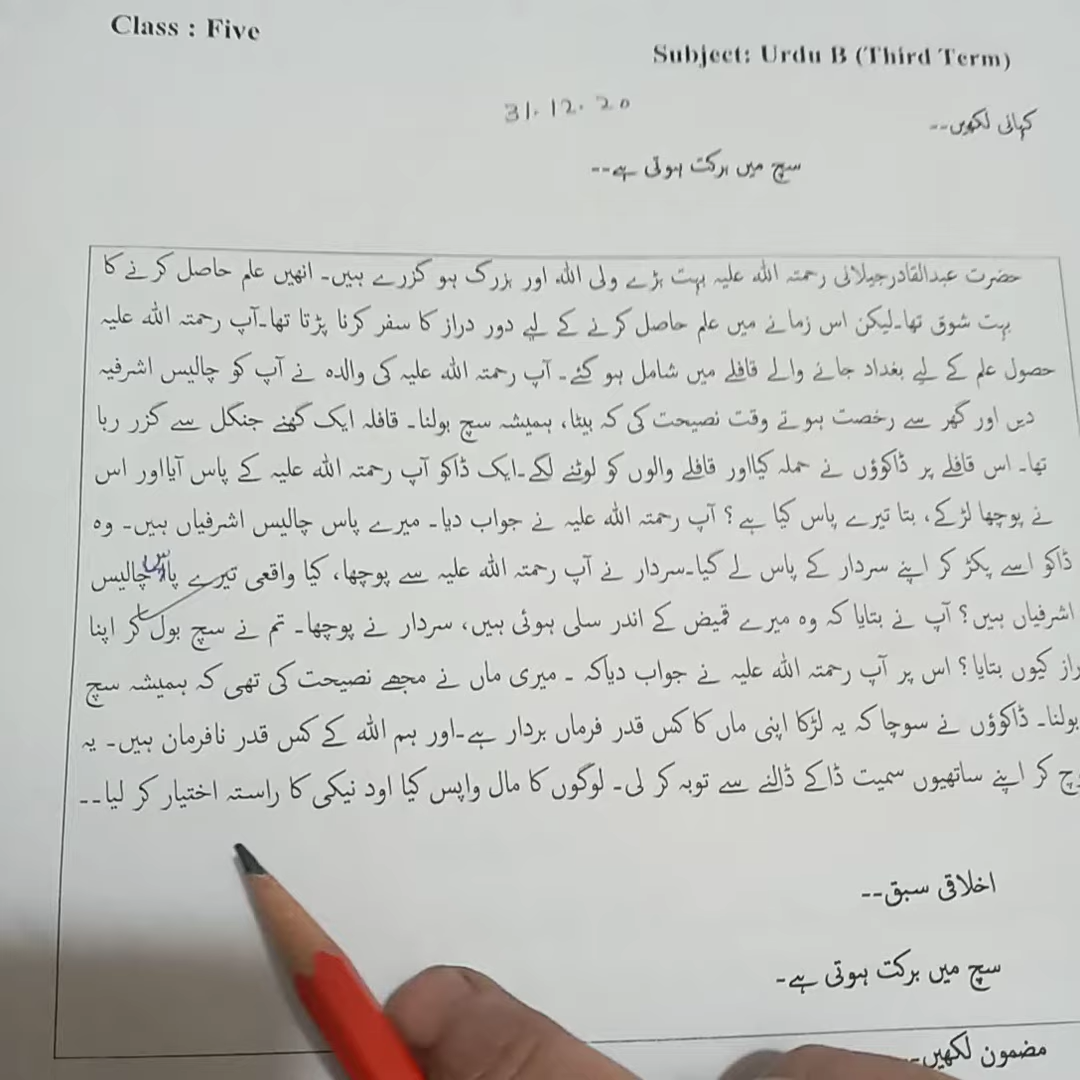 Class : Five
Subject: Urdu B (Third Term)
31.12.20
کہانی لکھیں--
سچ میں برکت ہوتی ہے--
حضرت عبدالقادرجیلانی رحمتہ اللہ علیہ بہت بڑے ولی اللہ اور بزرگ ہو گزرے ہیں۔ انھیں علم حاصل کرنے کا
بہت شوق تھا۔لیکن اس زمانے میں علم حاصل کرنے کے لیے دور دراز کا سفر کرنا پڑتا تھا۔آپ رحمتہ اللہ علیہ
حصول علم کے لیے بغداد جانے والے قافلے میں شامل ہو گئے۔ آپ رحمتہ اللہ علیہ کی والدہ نے آپ کو چالیس اشرفیہ
دیں اور گھر سے رخصت ہوتے وقت نصیحت کی کہ بیٹا، ہمیشہ سچ بولنا۔ قافلہ ایک گھنے جنگل سے گزر رہا
تھا۔ اس قافلے پر ڈاکوؤں نے حملہ کیااور قافلے والوں کو لوٹنے لگے۔ایک ڈاکو آپ رحمتہ اللہ علیہ کے پاس آیااور اس
نے پوچھا لڑکے، بتا تیرے پاس کیا ہے؟ آپ رحمتہ اللہ علیہ نے جواب دیا۔ میرے پاس چالیس اشرفیاں ہیں۔ وہ
ڈاکو اسے پکڑ کر اپنے سردار کے پاس لے گیا۔سردار نے آپ رحمتہ اللہ علیہ سے پوچھا، کیا واقعی تیرے پاس چالیس
اشرفیاں ہیں؟ آپ نے بتایا کہ وہ میرے قمیض کے اندر سلی ہوئی ہیں، سردار نے پوچھا۔ تم نے سچ بول کر اپنا
راز کیوں بتایا؟ اس پر آپ رحمتہ اللہ علیہ نے جواب دیاکہ ۔ میری ماں نے مجھے نصیحت کی تھی کہ ہمیشہ سچ
بولنا۔ ڈاکوؤں نے سوچا کہ یہ لڑکا اپنی ماں کا کس قدر فرماں بردار ہے۔اور ہم اللہ کے کس قدر نافرمان ہیں۔ یہ
کر اپنے ساتھیوں سمیت ڈاکے ڈالنے سے توبہ کر لی۔ لوگوں کا مال واپس کیا اود نیکی کا راستہ اختیار کر لیا--
اخلاقی سبق--
سچ میں برکت ہوتی ہے۔
مضمون لکھیں--